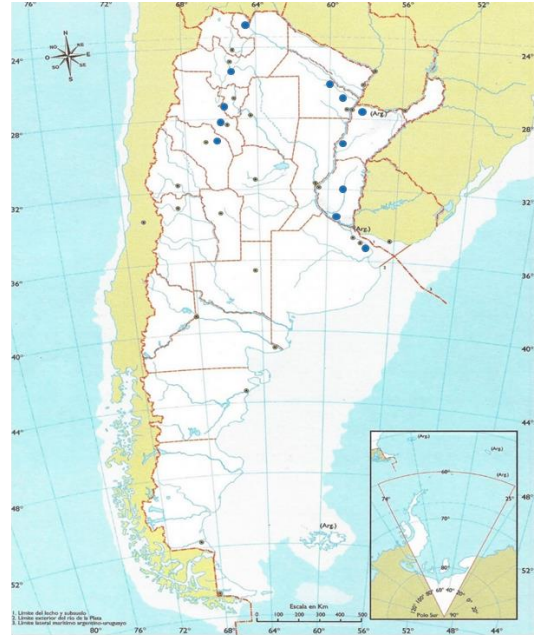 76° 72° 68° 64° 60° 56° 52° 48°
N
NO NE
O E
SO SE
S
24° 24°
28° 28°
32° 32°
36° 36°
40° 40°
44° 44°
48° 48°
52° 52°
(Arg.)
(Arg.)
(Arg.)
72° 68° 64° 60° 56°
Escala en Km
100 0 100 200 300 400 500
1. Límite del lecho y subsuelo
2. Límite exterior del río de la Plata
3. Límite lateral marítimo argentino-uruguayo
(Arg.) (Arg.)
(Arg.)
60°
74° 25°
70°
80°
Polo Sur 90°